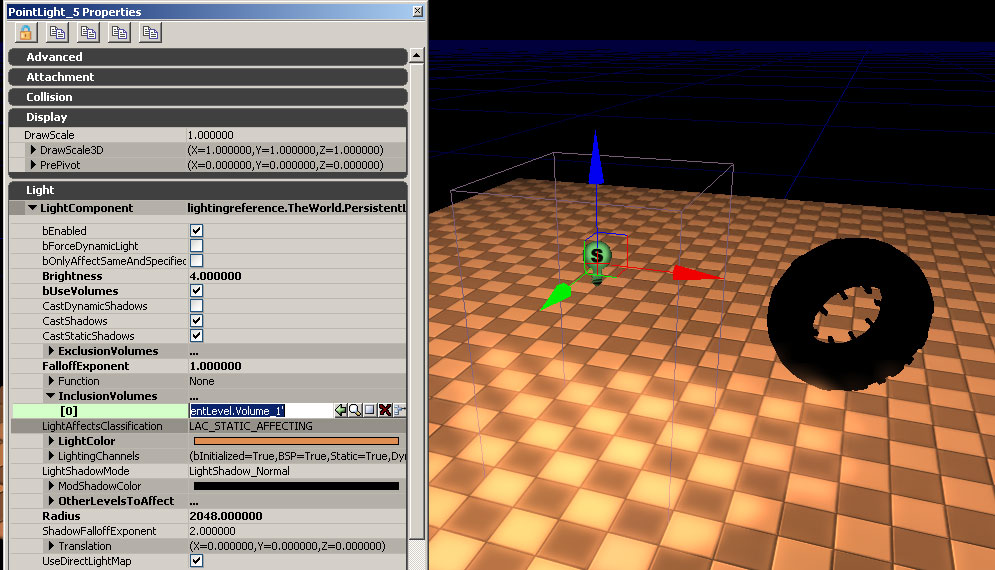 PointLight_5 Properties
Advanced
Attachment
Collision
Display
DrawScale 1.000000
DrawScale3D (X=1.000000,Y=1.000000,Z=1.000000)
PrePivot (X=0.000000,Y=0.000000,Z=0.000000)
Light
LightComponent lightingreference.TheWorld.PersistentL
bEnabled
bForceDynamicLight
bOnlyAffectSameAndSpecified
Brightness 4.000000
bUseVolumes
CastDynamicShadows
CastShadows
CastStaticShadows
ExclusionVolumes ...
FalloffExponent 1.000000
Function None
InclusionVolumes ...
[0] entLevel.Volume_1'
LightAffectsClassification LAC_STATIC_AFFECTING
LightColor
LightingChannels (bInitialized=True,BSP=True,Static=True,Dyn
LightShadowMode LightShadow_Normal
ModShadowColor
OtherLevelsToAffect ...
Radius 2048.000000
ShadowFalloffExponent 2.000000
Translation (X=0.000000,Y=0.000000,Z=0.000000)
UseDirectLightMap
S